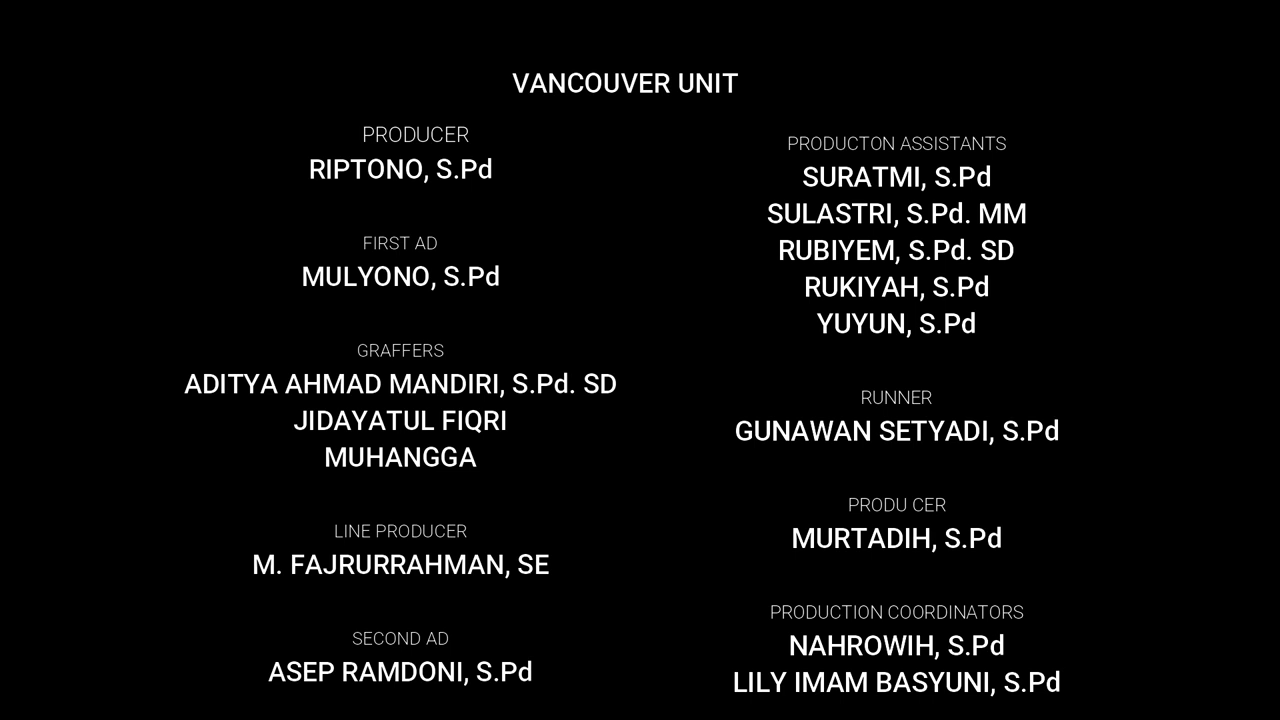 VANCOUVER UNIT
PRODUCER
RIPTONO, S.Pd
FIRST AD
MULYONO, S.Pd
GRAFFERS
ADITYA AHMAD MANDIRI, S.Pd. SD
JIDAYATUL FIQRI
MUHANGGA
LINE PRODUCER
M. FAJRURRAHMAN, SE
SECOND AD
ASEP RAMDONI, S.Pd
PRODUCTON ASSISTANTS
SURATMI, S.Pd
SULASTRI, S.Pd. MM
RUBIYEM, S.Pd. SD
RUKIYAH, S.Pd
YUYUN, S.Pd
RUNNER
GUNAWAN SETYADI, S.Pd
PRODU CER
MURTADIH, S.Pd
PRODUCTION COORDINATORS
NAHROWIH, S.Pd
LILY IMAM BASYUNI, S.Pd